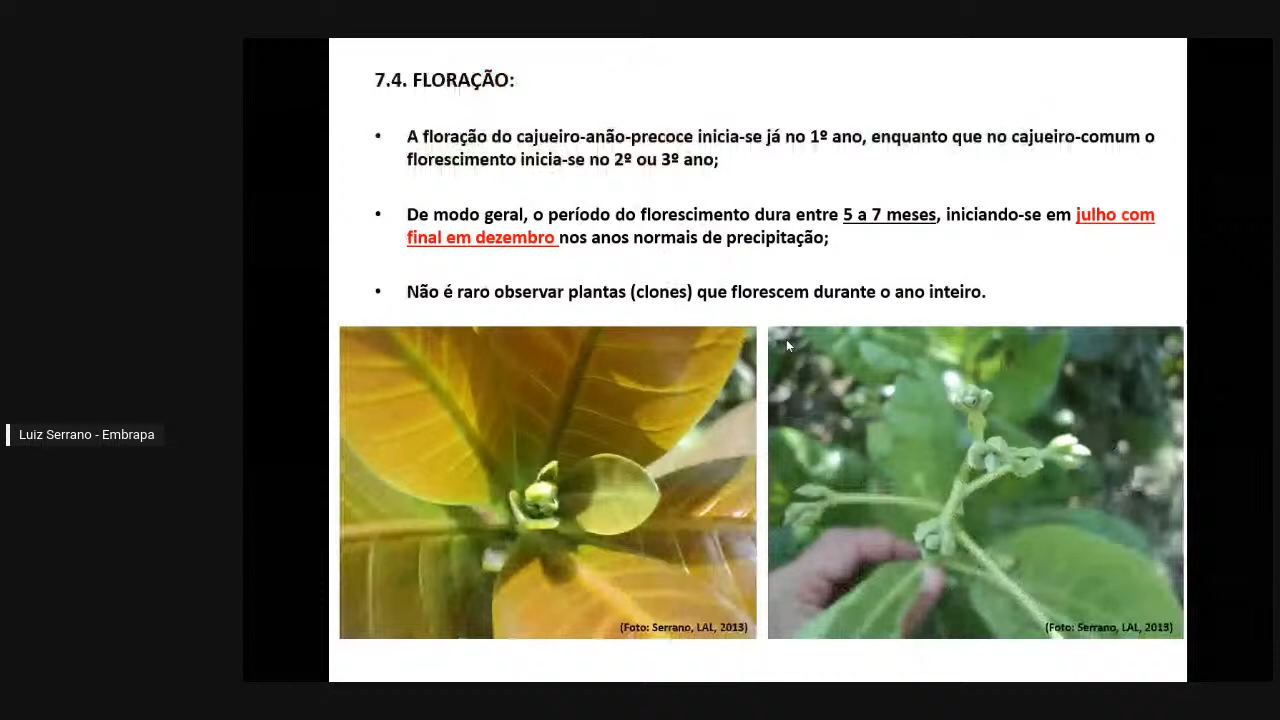 7.4. FLORAÇÃO:
• A floração do cajueiro-anão-precoce inicia-se já no 1º ano, enquanto que no cajueiro-comum o
florescimento inicia-se no 2º ou 3º ano;
• De modo geral, o período do florescimento dura entre 5 a 7 meses, iniciando-se em julho com
final em dezembro nos anos normais de precipitação;
• Não é raro observar plantas (clones) que florescem durante o ano inteiro.
Luiz Serrano - Embrapa
(Foto: Serrano, LAL, 2013)
(Foto: Serrano, LAL, 2013)